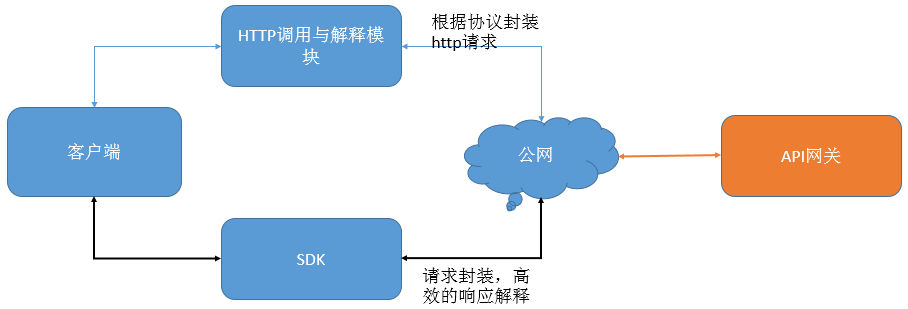 HTTP调用与解释模
块
根据协议封装
http请求
客户端
公网
API网关
SDK
请求封装，高
效的响应解释